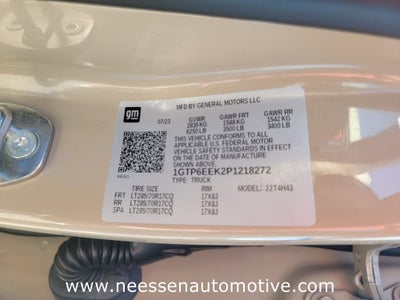 MFD BY GENERAL MOTORS LLC
gm
07/23
GVWR GAWR FRT GAWR RR
2835 KG 1588 KG 1542 KG
6250 LB 3500 LB 3400 LB
THIS VEHICLE CONFORMS TO ALL
APPLICABLE U.S. FEDERAL MOTOR
VEHICLE SAFETY STANDARDS IN EFFECT
ON THE DATE OF MANUFACTURE
SHOWN ABOVE.
1GTP6EEK2P1218272
TYPE: TRUCK MODEL: 22T4H43
TIRE SIZE RIM
FRT LT285/70R17CQ 17X8J
RR LT285/70R17CQ 17X8J
SPA LT285/70R17CQ 17X8J
www.neessenautomotive.com/